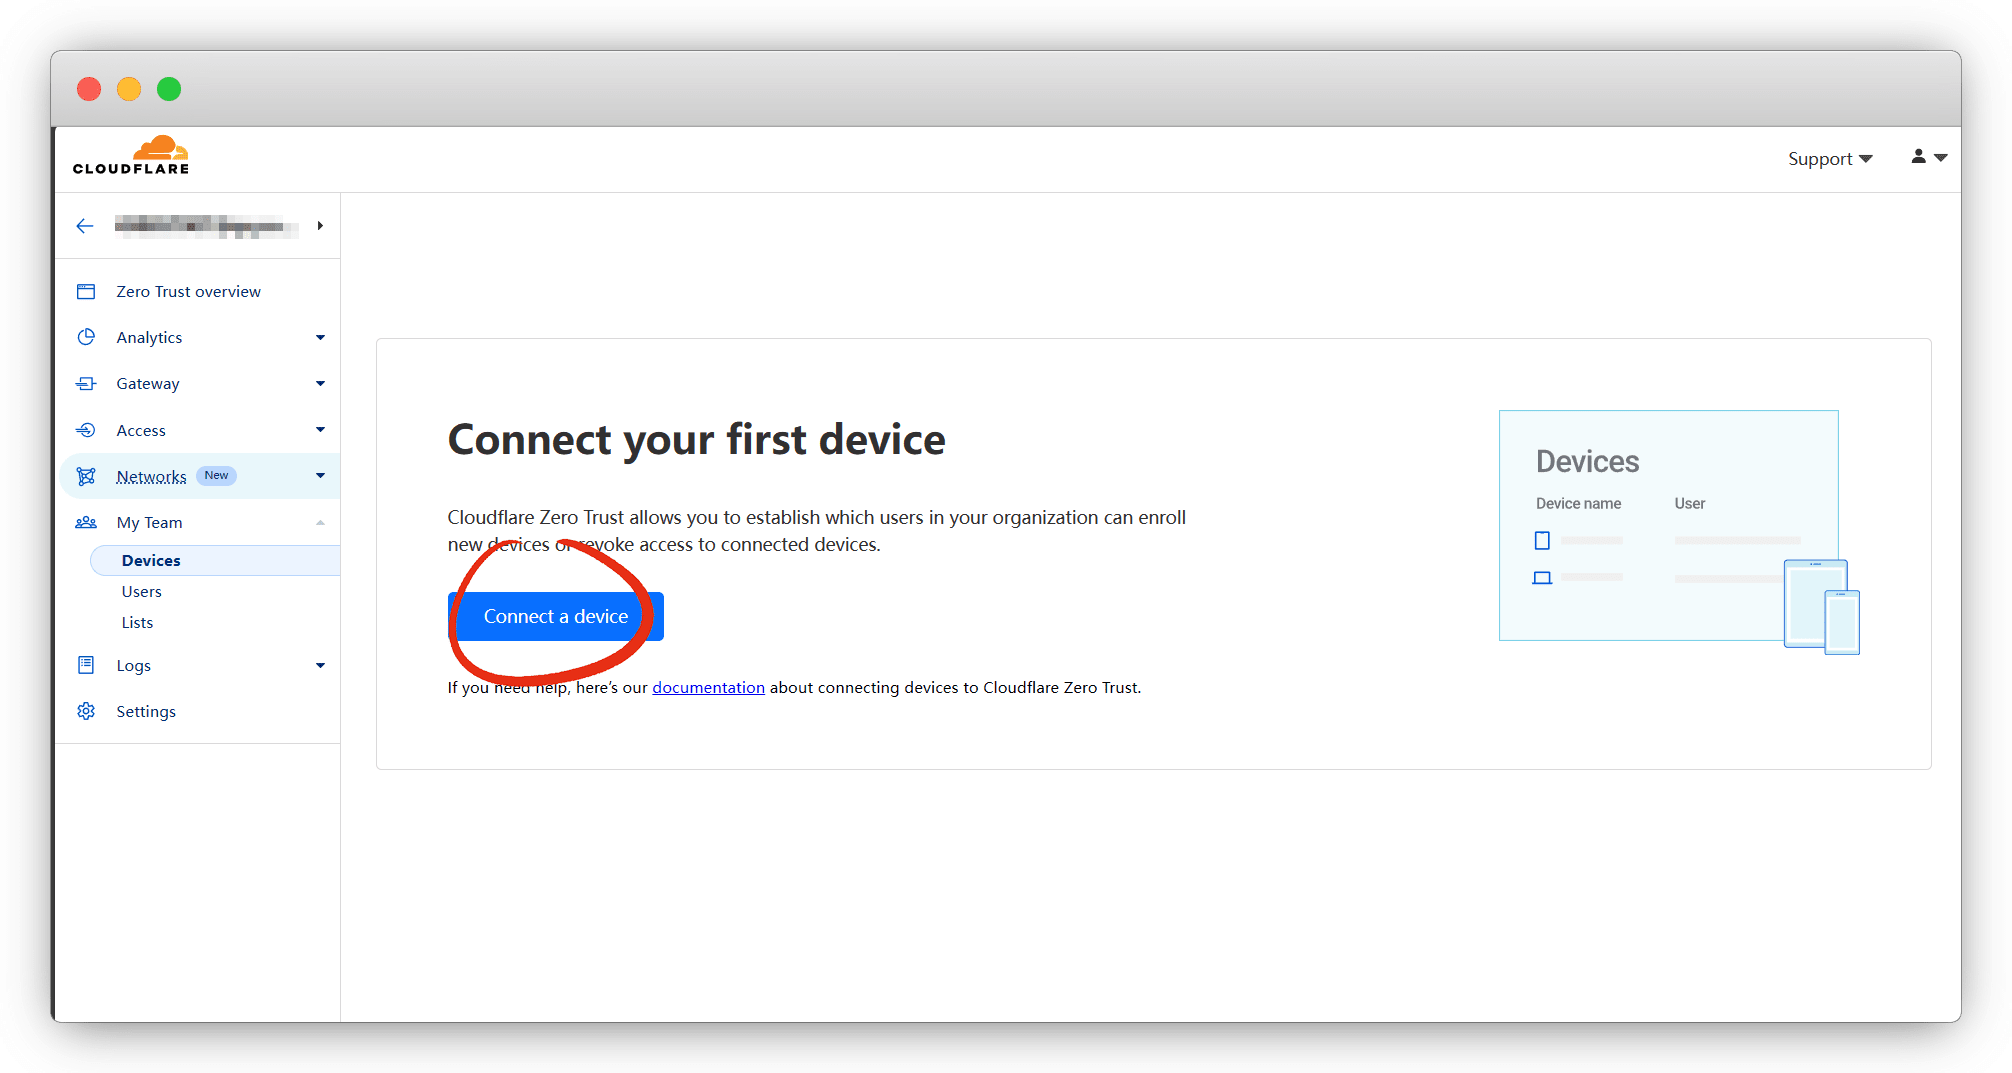 CLOUDFLARE
Support
Zero Trust overview
Analytics
Gateway
Access
Networks New
My Team
Devices
Users
Lists
Logs
Settings
Connect your first device
Cloudflare Zero Trust allows you to establish which users in your organization can enroll
new devices or revoke access to connected devices.
Connect a device
If you need help, here’s our documentation about connecting devices to Cloudflare Zero Trust.
Devices
Device name User